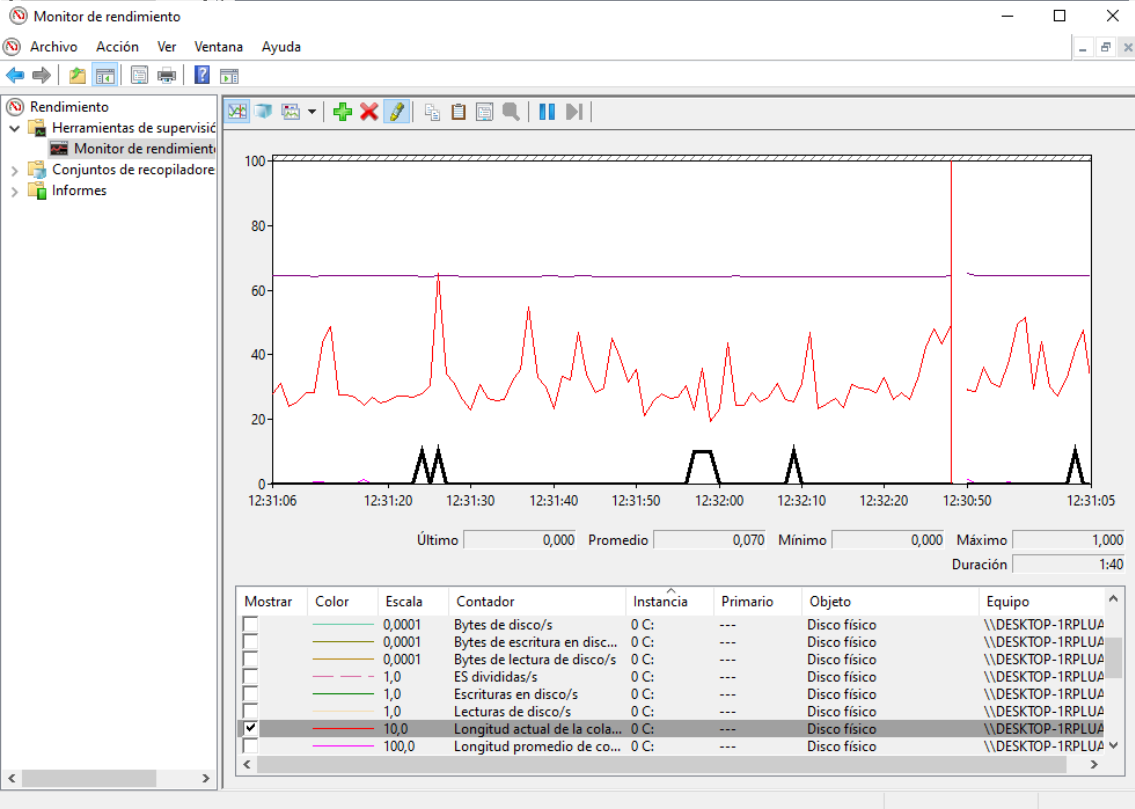 Monitor de rendimiento
Archivo Acción Ver Ventana Ayuda
Rendimiento
Herramientas de supervisió
Monitor de rendimiento
Conjuntos de recopiladore
Informes
100
80
60
40
20
0
12:31:06 12:31:20 12:31:30 12:31:40 12:31:50 12:32:00 12:32:10 12:32:20 12:30:50 12:31:05
Último 0,000 Promedio 0,070 Mínimo 0,000 Máximo 1,000
Duración 1:40
Mostrar Color Escala Contador Instancia Primario Objeto Equipo
0,0001 Bytes de disco/s 0 C: --- Disco físico \\DESKTOP-1RPLUA
0,0001 Bytes de escritura en disc... 0 C: --- Disco físico \\DESKTOP-1RPLUA
0,0001 Bytes de lectura de disco/s 0 C: --- Disco físico \\DESKTOP-1RPLUA
1,0 ES divididas/s 0 C: --- Disco físico \\DESKTOP-1RPLUA
1,0 Escrituras en disco/s 0 C: --- Disco físico \\DESKTOP-1RPLUA
1,0 Lecturas de disco/s 0 C: --- Disco físico \\DESKTOP-1RPLUA
10,0 Longitud actual de la cola... 0 C: --- Disco físico \\DESKTOP-1RPLUA
100,0 Longitud promedio de co... 0 C: --- Disco físico \\DESKTOP-1RPLUA